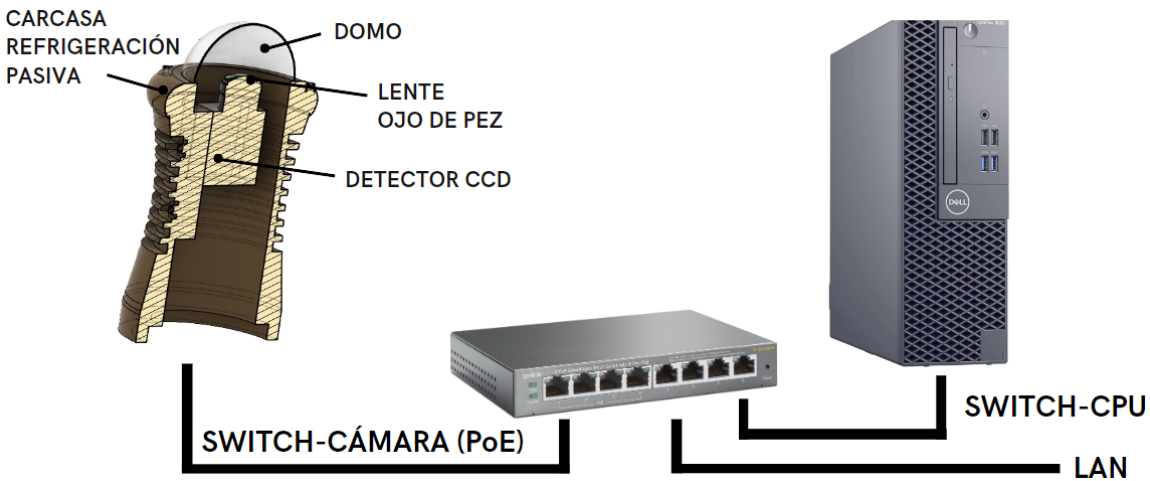 CARCASA
REFRIGERACIÓN
PASIVA
DOMO
LENTE
OJO DE PEZ
DETECTOR CCD
DELL
SWITCH-CÁMARA (PoE)
SWITCH-CPU
LAN